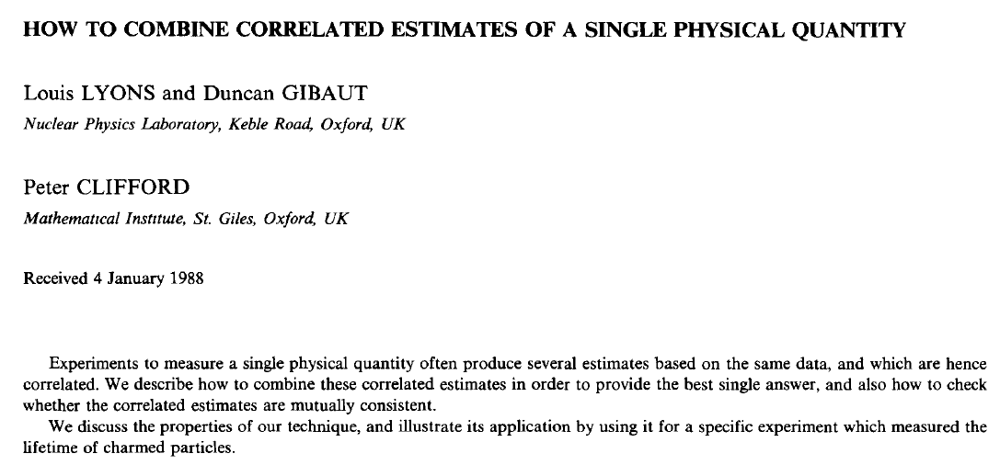 HOW TO COMBINE CORRELATED ESTIMATES OF A SINGLE PHYSICAL QUANTITY
Louis LYONS and Duncan GIBAUT
Nuclear Physics Laboratory, Keble Road, Oxford, UK
Peter CLIFFORD
Mathematical Institute, St. Giles, Oxford, UK
Received 4 January 1988
Experiments to measure a single physical quantity often produce several estimates based on the same data, and which are hence
correlated. We describe how to combine these correlated estimates in order to provide the best single answer, and also how to check
whether the correlated estimates are mutually consistent.
We discuss the properties of our technique, and illustrate its application by using it for a specific experiment which measured the
lifetime of charmed particles.